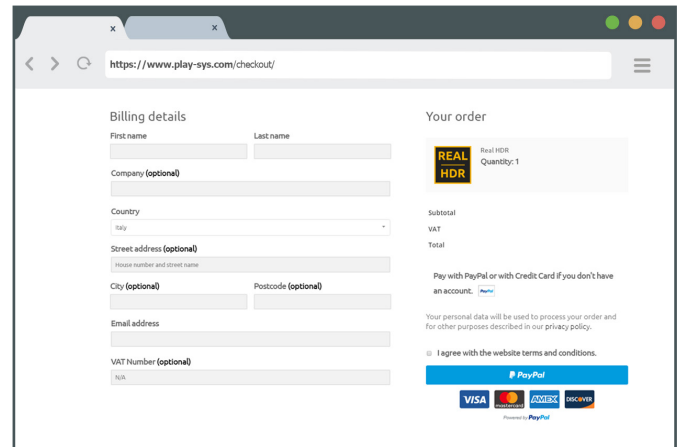 x
x
https://www.play-sys.com/checkout/
Billing details
First name
Last name
Company (optional)
Country
Italy
Street address (optional)
House number and street name
City (optional)
Postcode (optional)
Email address
VAT Number (optional)
N/A
Your order
REAL
HDR
Real HDR
Quantity: 1
Subtotal
VAT
Total
Pay with PayPal or with Credit Card if you don't have
an account. PayPal
Your personal data will be used to process your order and
for other purposes described in our privacy policy.
I agree with the website terms and conditions.
PayPal
VISA
mastercard
AMEX
DISCOVER
Powered by PayPal